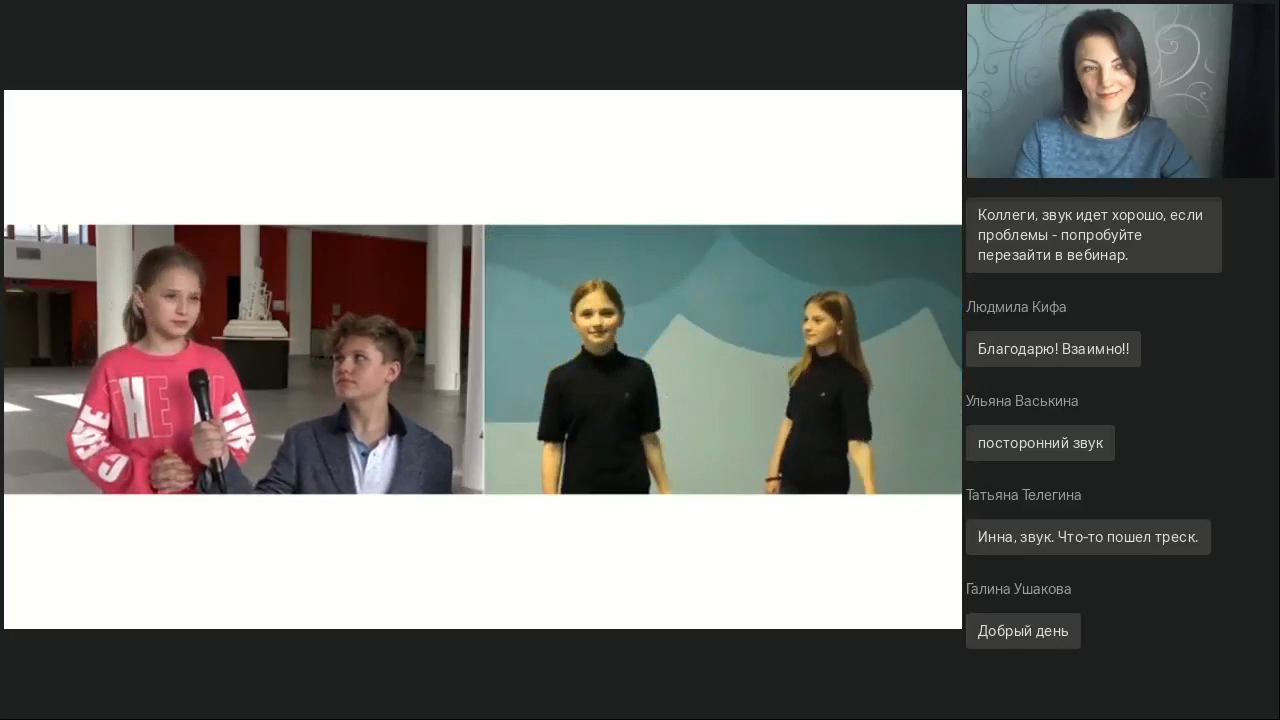 Коллеги, звук идет хорошо, если
проблемы - попробуйте
перезайти в вебинар.
Людмила Кифа
Благодарю! Взаимно!!
Ульяна Васькина
посторонний звук
Татьяна Телегина
Инна, звук. Что-то пошел треск.
Галина Ушакова
Добрый день